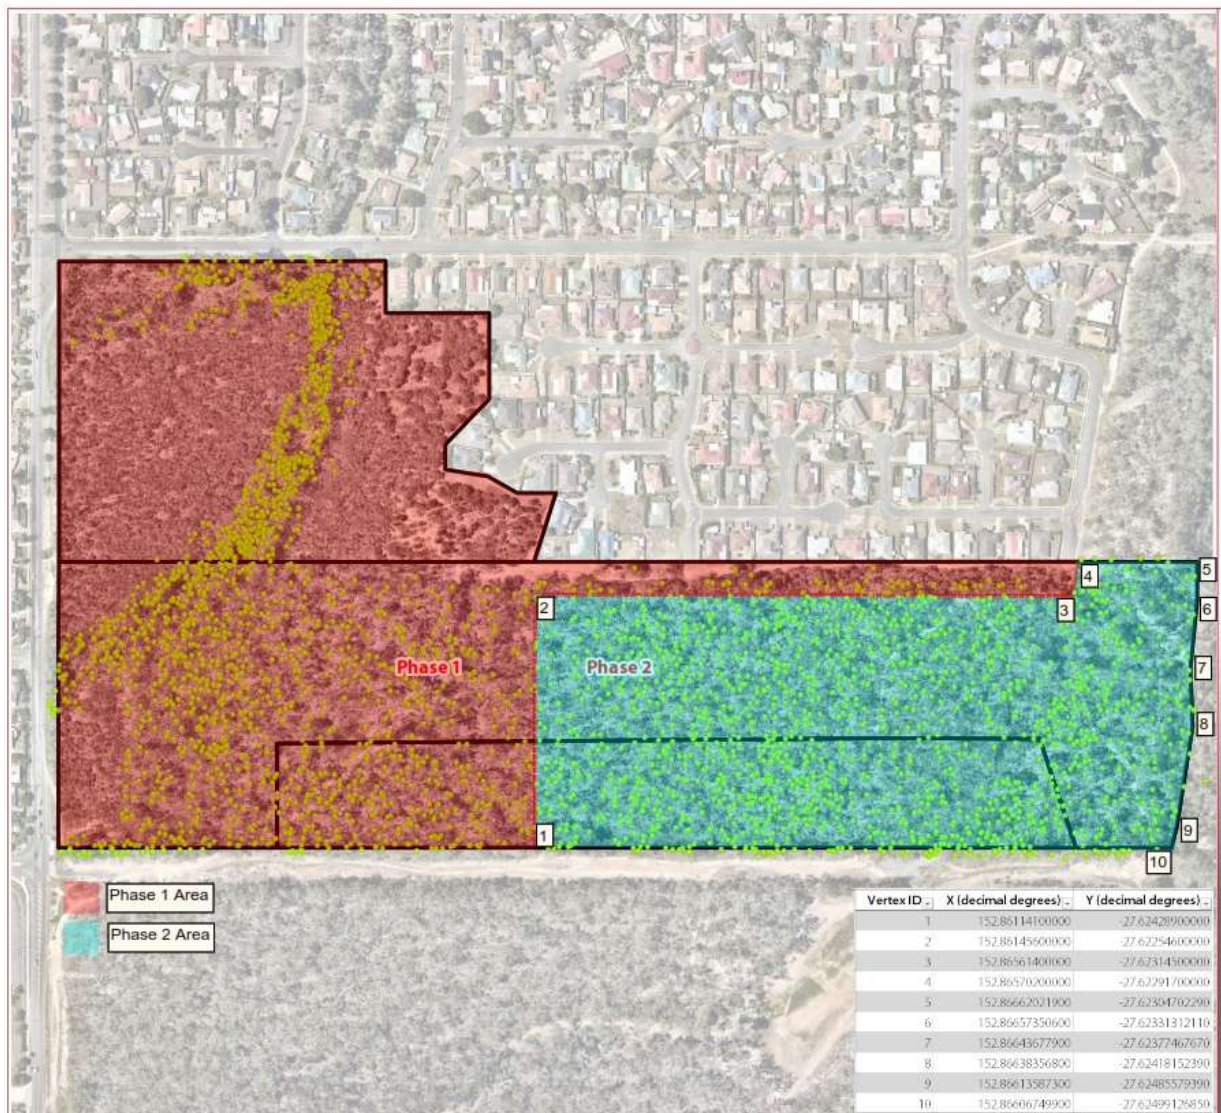 4
5
2
3
6
Phase 1
Phase 2
7
8
1
9
10
Phase 1 Area
Phase 2 Area
Vertex ID X (decimal degrees) Y (decimal degrees)
1 152.86114100000 -27.62428900000
2 152.86145600000 -27.62254600000
3 152.86561400000 -27.62314500000
4 152.86570200000 -27.62291700000
5 152.86662021900 -27.62304702290
6 152.86657350600 -27.62331312110
7 152.86643677900 -27.62377467670
8 152.86638356800 -27.62418152390
9 152.86613587300 -27.62485579390
10 152.86606749900 -27.62499126850